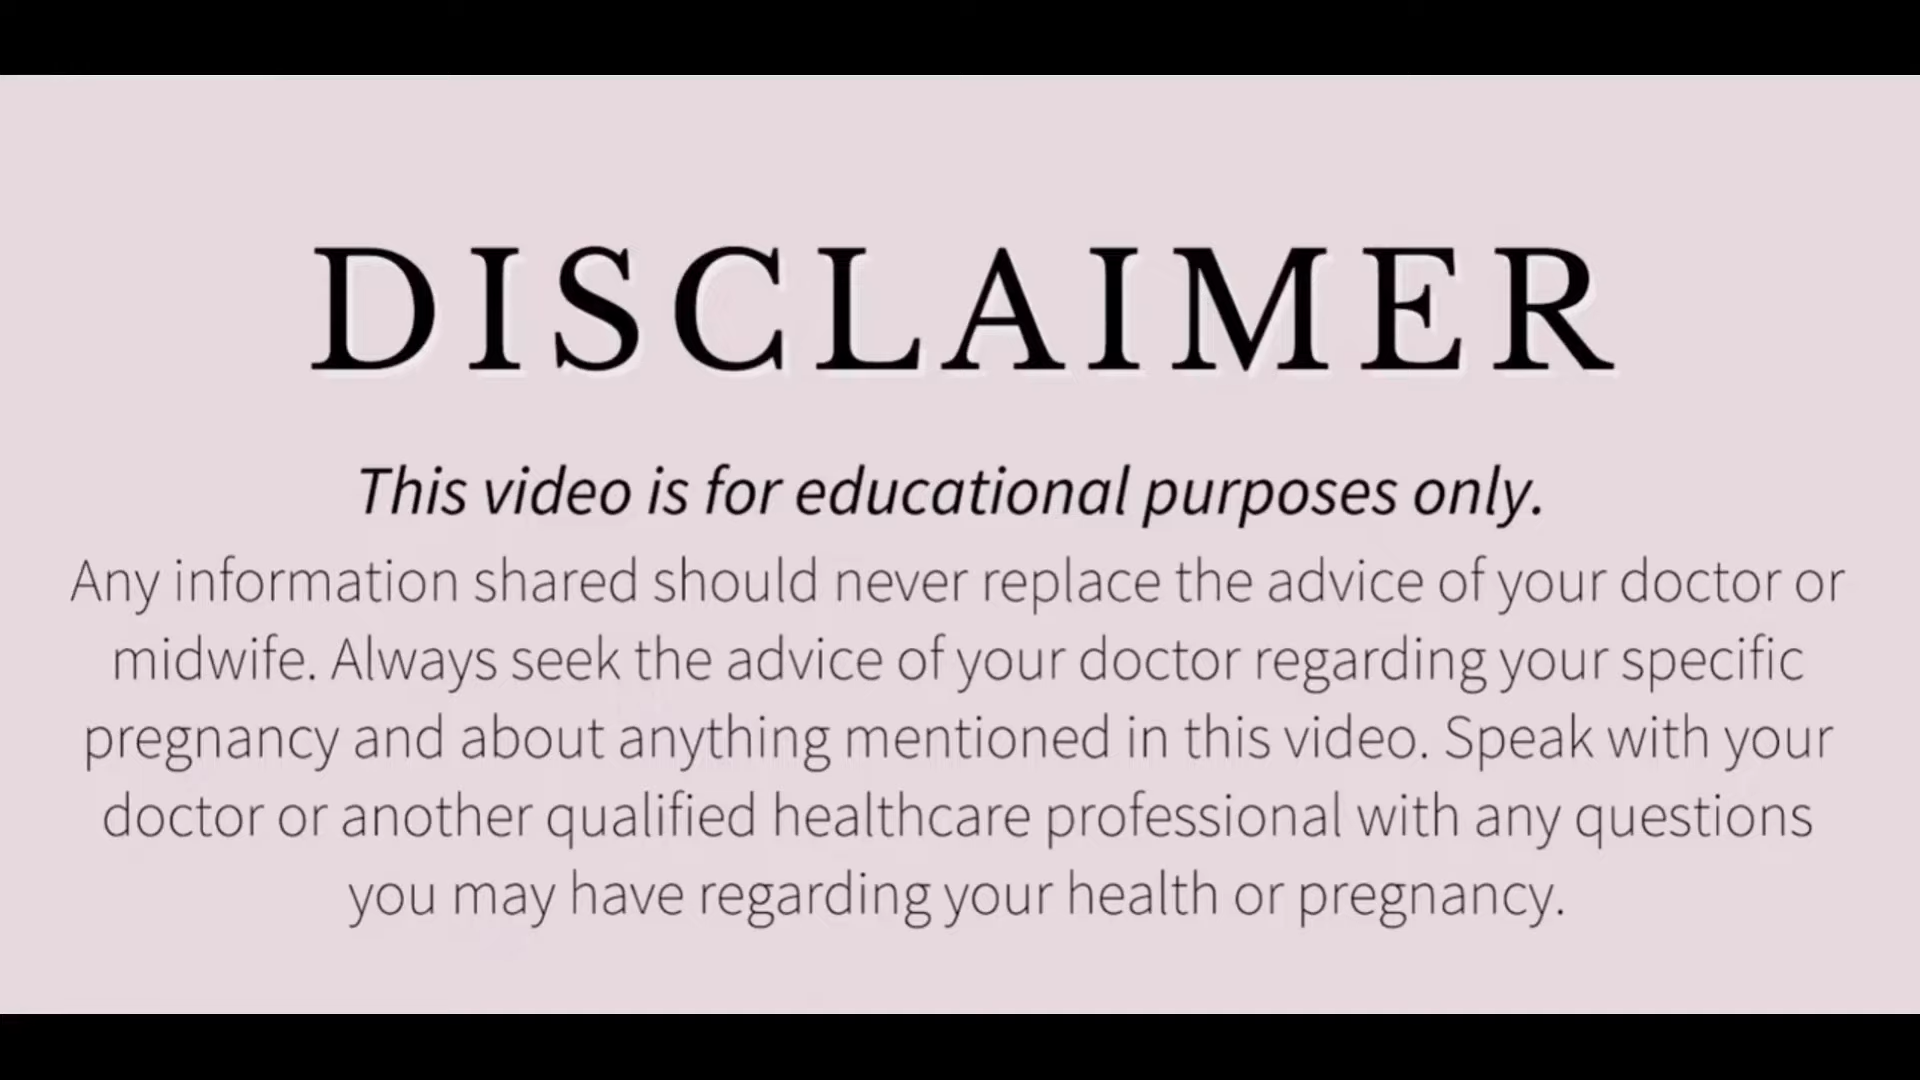 DISCLAIMER
This video is for educational purposes only.
Any information shared should never replace the advice of your doctor or
midwife. Always seek the advice of your doctor regarding your specific
pregnancy and about anything mentioned in this video. Speak with your
doctor or another qualified healthcare professional with any questions
you may have regarding your health or pregnancy.